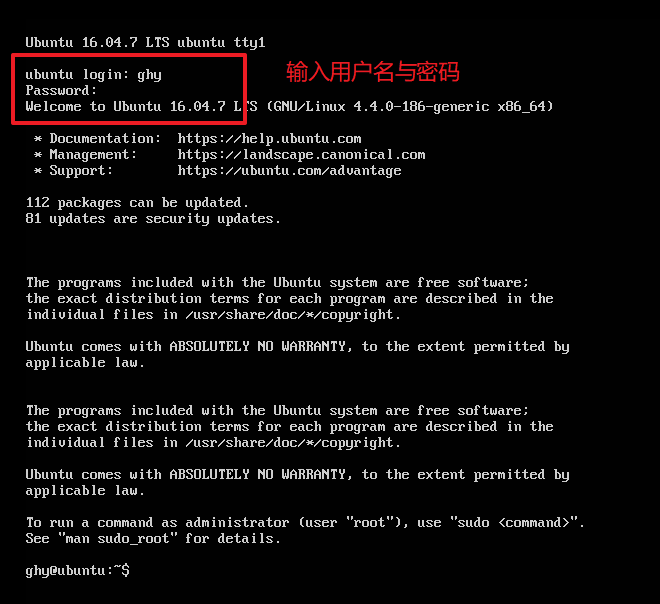 Ubuntu 16.04.7 LTS ubuntu tty1
ubuntu login: ghy
输入用户名与密码
Password:
Welcome to Ubuntu 16.04.7 LTS (GNU/Linux 4.4.0-186-generic x86_64)
* Documentation:  https://help.ubuntu.com
* Management:     https://landscape.canonical.com
* Support:        https://ubuntu.com/advantage
112 packages can be updated.
81 updates are security updates.
The programs included with the Ubuntu system are free software;
the exact distribution terms for each program are described in the
individual files in /usr/share/doc/*/copyright.
Ubuntu comes with ABSOLUTELY NO WARRANTY, to the extent permitted by
applicable law.
The programs included with the Ubuntu system are free software;
the exact distribution terms for each program are described in the
individual files in /usr/share/doc/*/copyright.
Ubuntu comes with ABSOLUTELY NO WARRANTY, to the extent permitted by
applicable law.
To run a command as administrator (user "root"), use "sudo <command>".
See "man sudo_root" for details.
ghy@ubuntu:~$